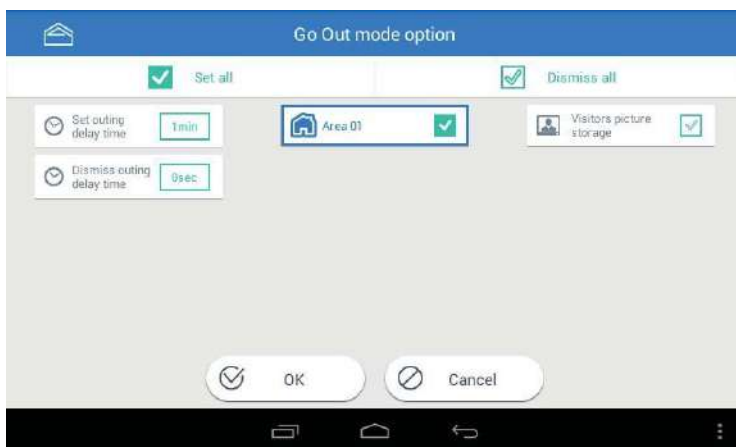 Go Out mode option
Set all
Dismiss all
Set outing
delay time
1min
Area 01
Visitors picture
storage
Dismiss outing
delay time
0sec
OK
Cancel